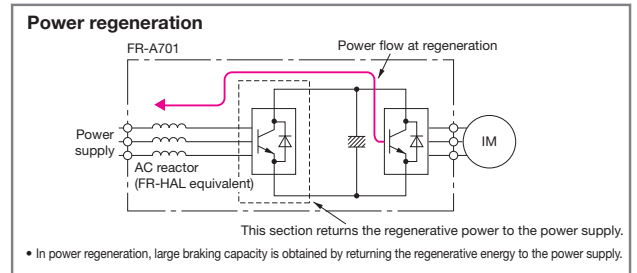 Power regeneration
FR-A701
Power flow at regeneration
Power
supply
AC reactor
(FR-HAL equivalent)
IM
This section returns the regenerative power to the power supply.
• In power regeneration, large braking capacity is obtained by returning the regenerative energy to the power supply.